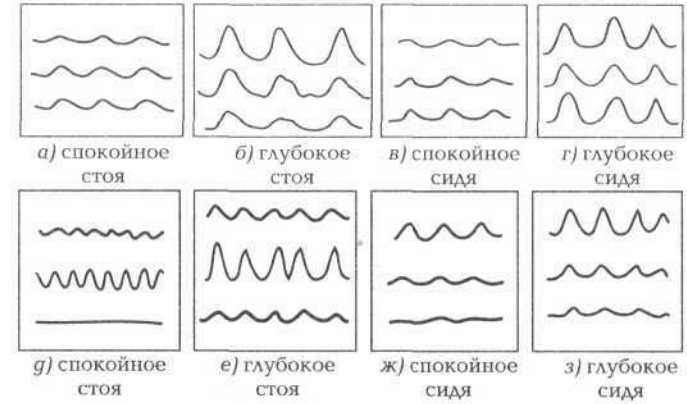 а) спокойное
стоя
б) глубокое
стоя
в) спокойное
сидя
г) глубокое
сидя
д) спокойное
стоя
е) глубокое
стоя
ж) спокойное
сидя
з) глубокое
сидя